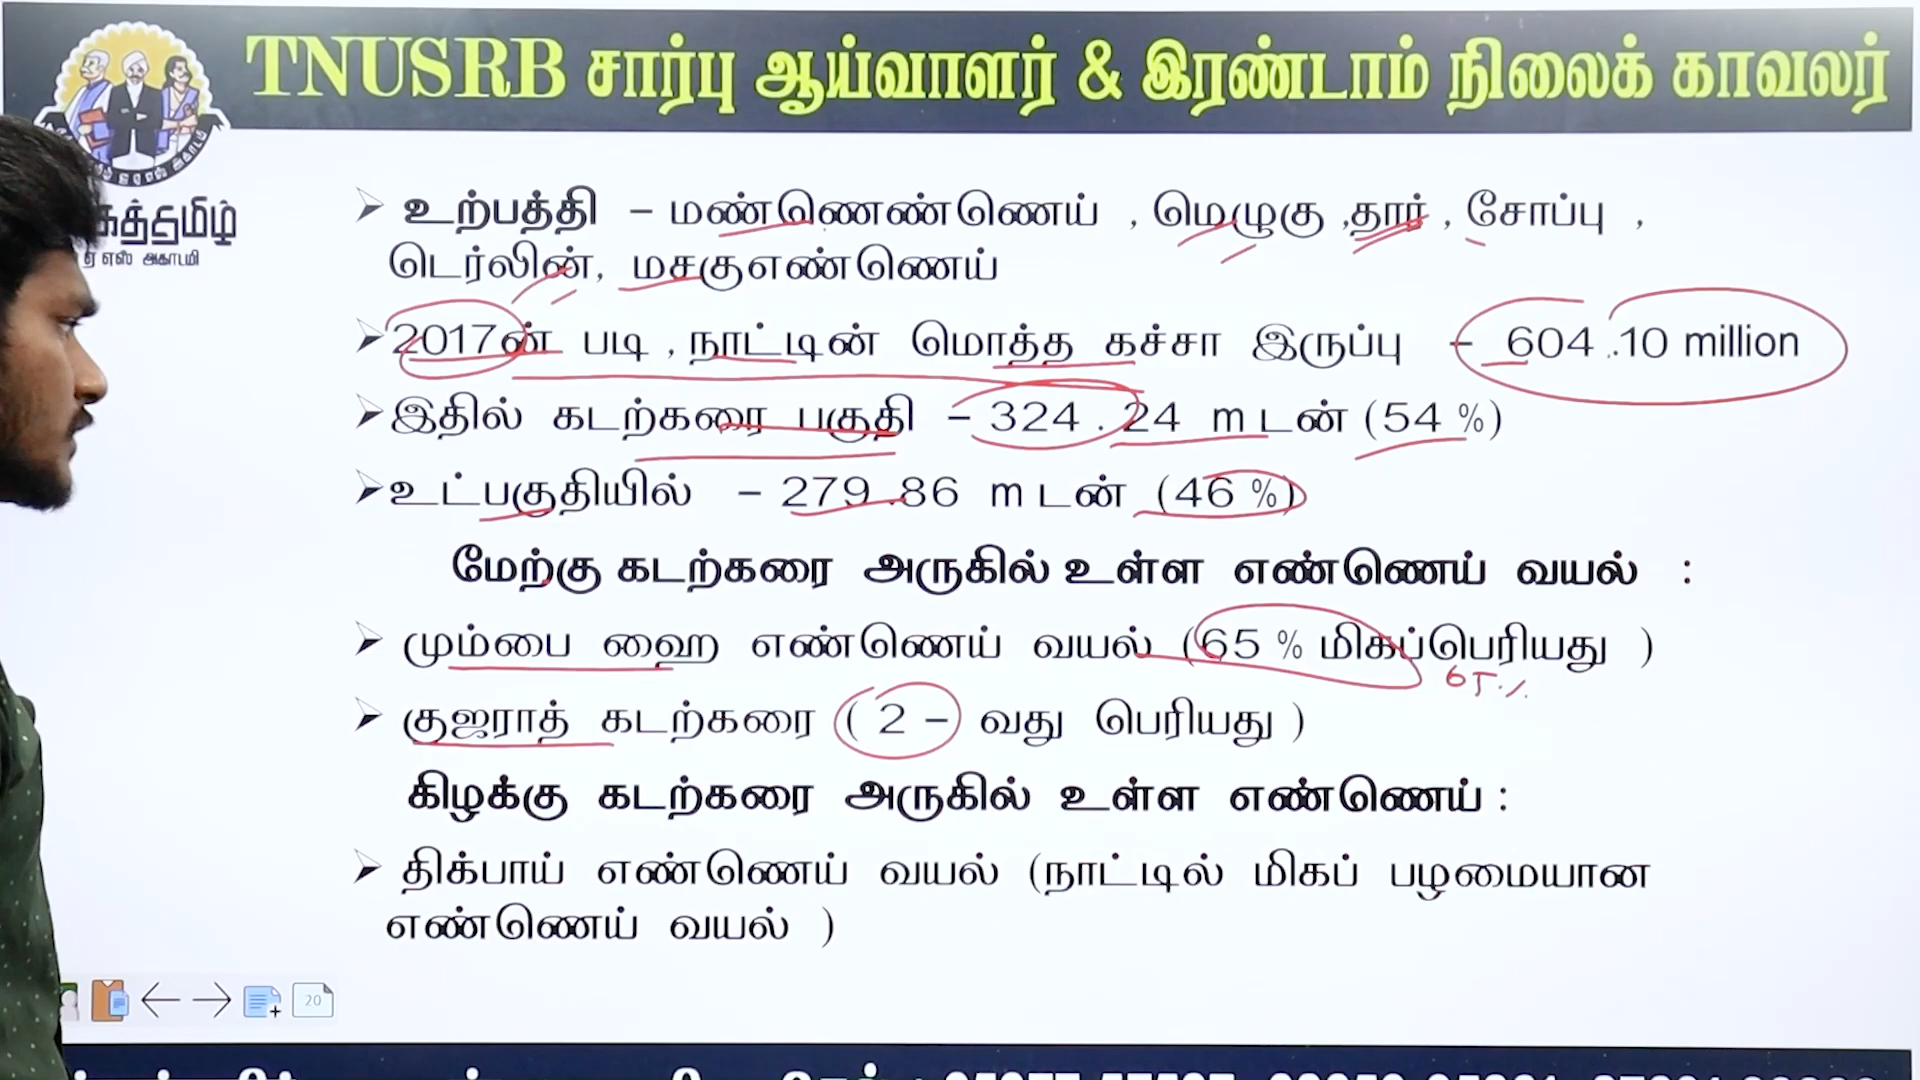 TNUSRB சார்பு ஆய்வாளர் & இரண்டாம் நிலைக் காவலர்
➢ உற்பத்தி – மண்ணெண்ணெய் , மெழுகு ,தார் , சோப்பு ,
டெர்லின், மசகுஎண்ணெய்
➢ 2017ன் படி , நாட்டின் மொத்த கச்சா இருப்பு – 604 .10 million
➢ இதில் கடற்கரை பகுதி – 324 . 24 m டன் (54 %)
➢ உட்பகுதியில் – 279 .86 m டன் (46 %)
மேற்கு கடற்கரை அருகில் உள்ள எண்ணெய் வயல் :
➢ மும்பை ஹை எண்ணெய் வயல் (65 % மிகப்பெரியது )
65%
➢ குஜராத் கடற்கரை ( 2 – வது பெரியது )
கிழக்கு கடற்கரை அருகில் உள்ள எண்ணெய் :
➢ திக்பாய் எண்ணெய் வயல் (நாட்டில் மிகப் பழமையான
எண்ணெய் வயல் )
20